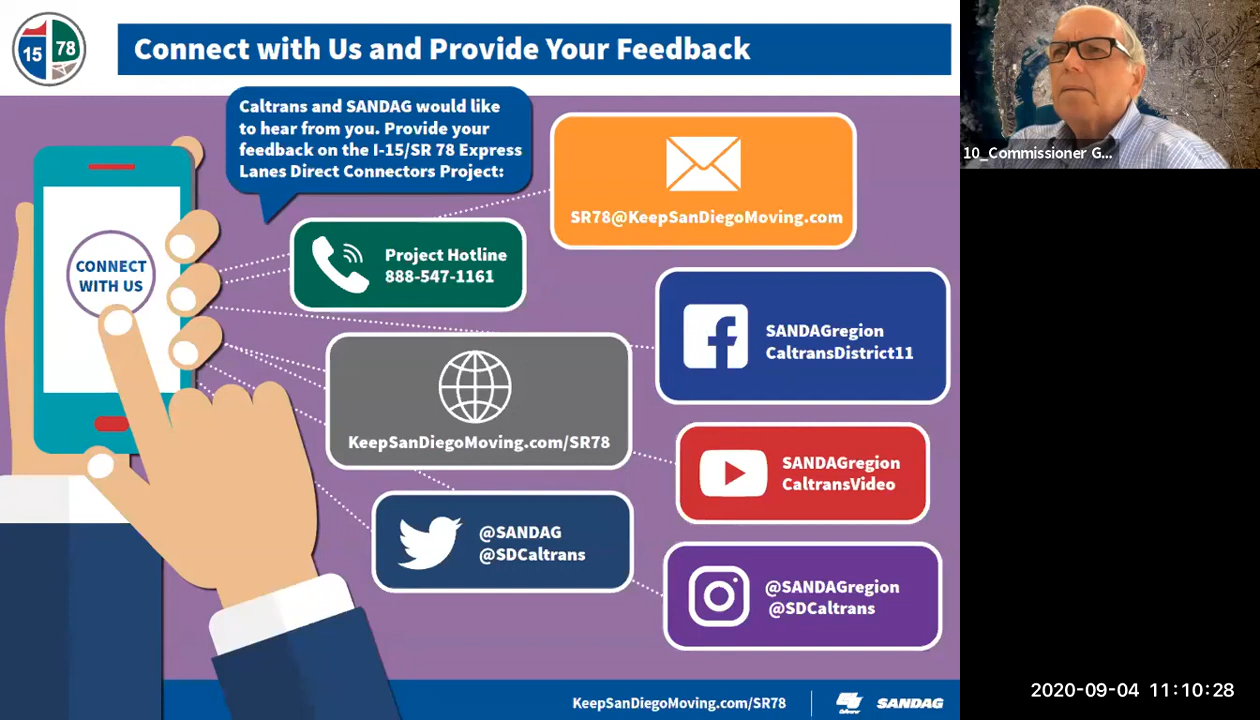 15 78
Connect with Us and Provide Your Feedback
Caltrans and SANDAG would like
to hear from you. Provide your
feedback on the I-15/SR 78 Express
Lanes Direct Connectors Project:
CONNECT
WITH US
SR78@KeepSanDiegoMoving.com
Project Hotline
888-547-1161
SANDAGregion
CaltransDistrict11
KeepSanDiegoMoving.com/SR78
SANDAGregion
CaltransVideo
@SANDAG
@SDCaltrans
@SANDAGregion
@SDCaltrans
KeepSanDiegoMoving.com/SR78
Caltrans
SANDAG
10_Commissioner G...
2020-09-04 11:10:28